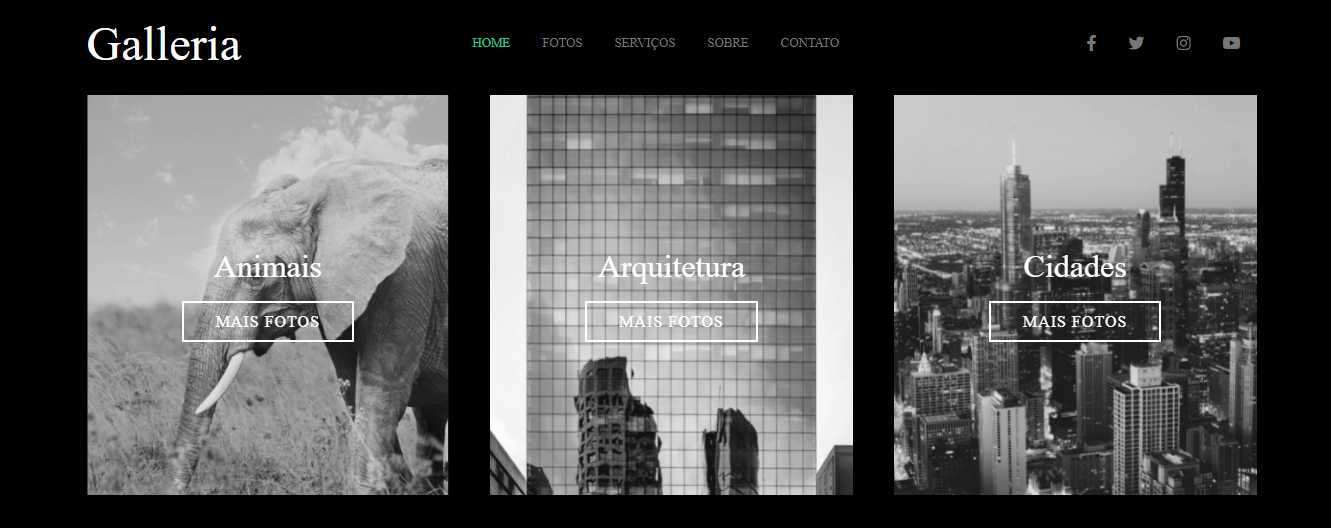 Galleria
HOME FOTOS SERVIÇOS SOBRE CONTATO
Animais
MAIS FOTOS
Arquitetura
MAIS FOTOS
Cidades
MAIS FOTOS